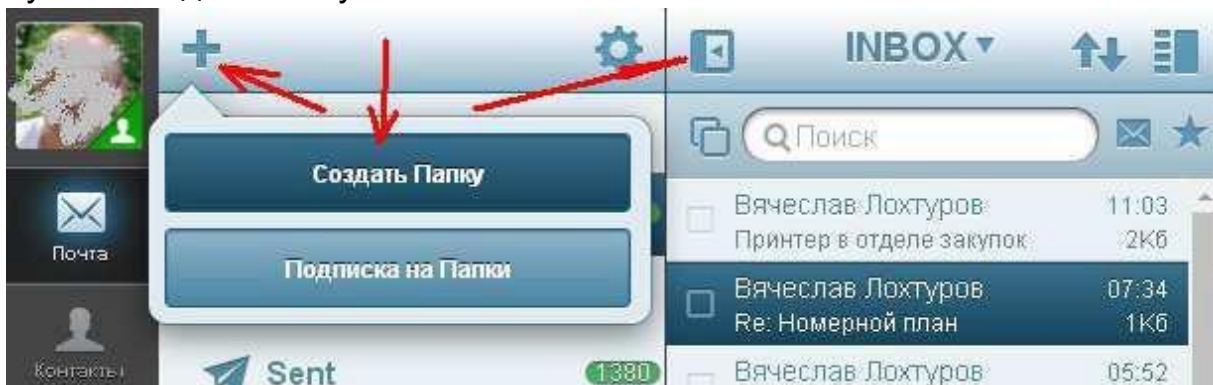 INBOX
Поиск
Создать Папку
Подписка на Папки
Почта
Контакты
Sent
1380
Вячеслав Лохтуров 11:03
Принтер в отделе закупок 2Кб
Вячеслав Лохтуров 07:34
Re: Номерной план 1Кб
Вячеслав Лохтуров 05:52